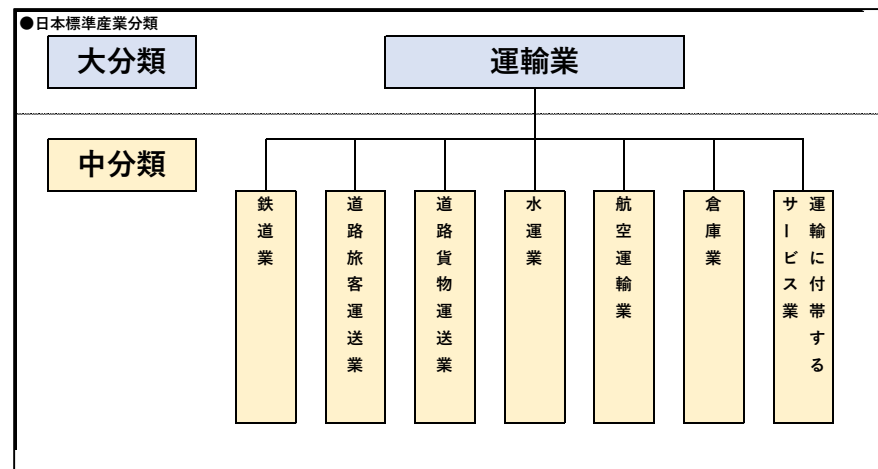 ●日本標準産業分類
大分類
運輸業
中分類
鉄道業
道路旅客運送業
道路貨物運送業
水運業
航空運輸業
倉庫業
運輸に付帯する
サービス業